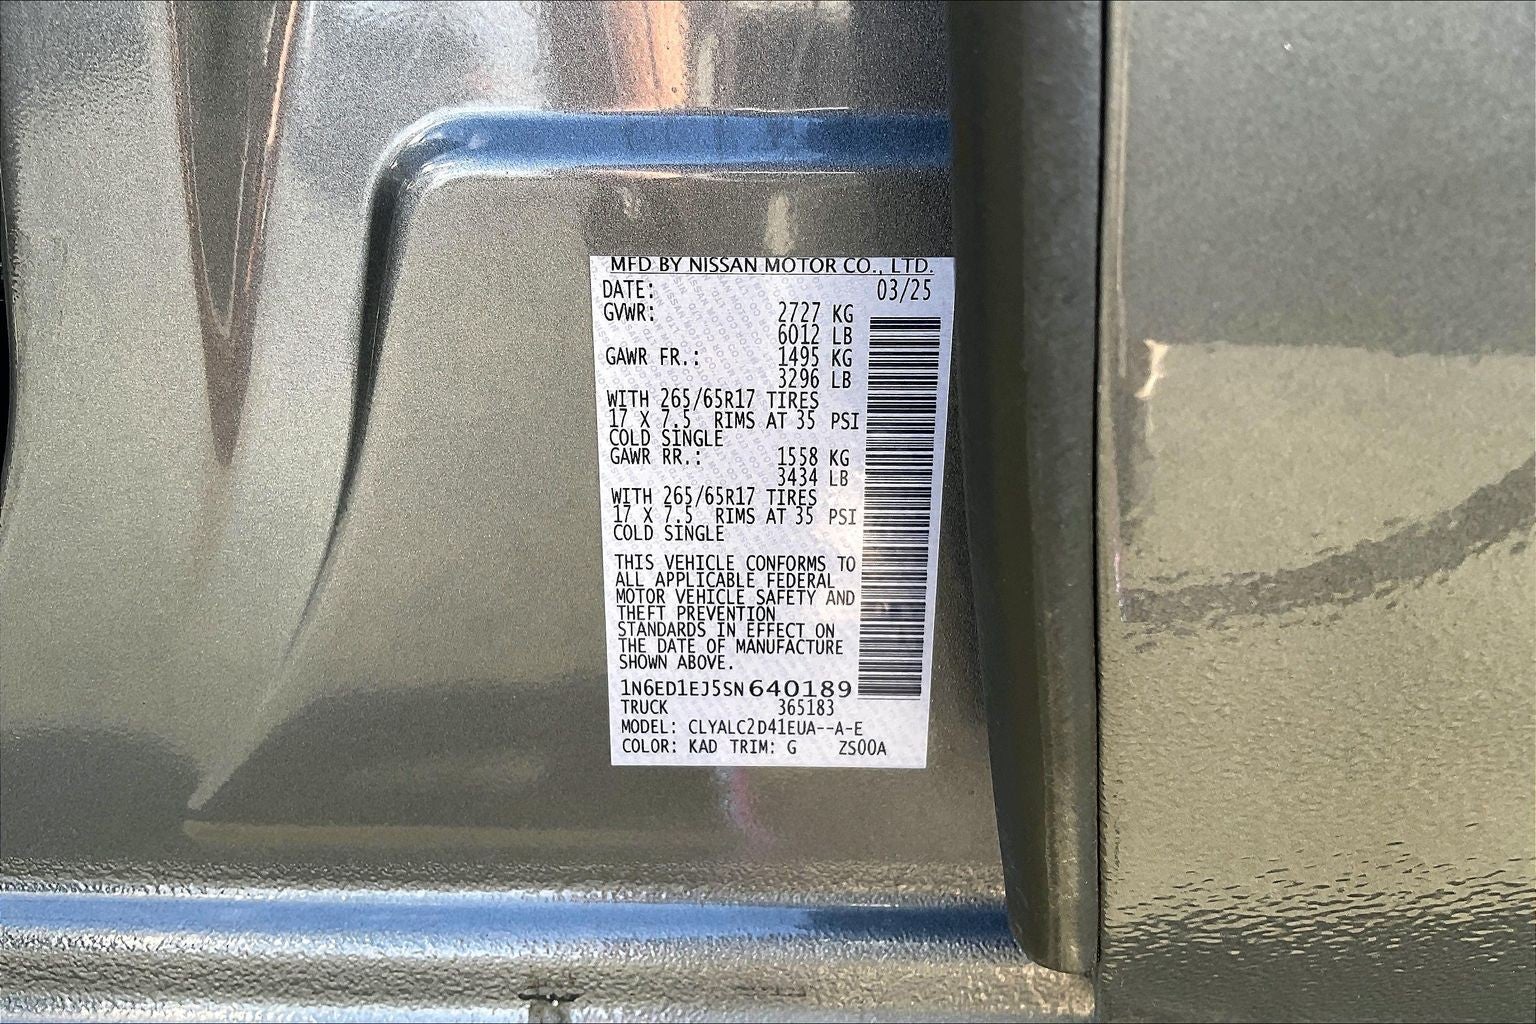 MFD BY NISSAN MOTOR CO., LTD.
DATE: 03/25
GVWR: 2727 KG
6012 LB
GAWR FR.: 1495 KG
3296 LB
WITH 265/65R17 TIRES
17 X 7.5 RIMS AT 35 PSI
COLD SINGLE
GAWR RR.: 1558 KG
3434 LB
WITH 265/65R17 TIRES
17 X 7.5 RIMS AT 35 PSI
COLD SINGLE
THIS VEHICLE CONFORMS TO
ALL APPLICABLE FEDERAL
MOTOR VEHICLE SAFETY AND
THEFT PREVENTION
STANDARDS IN EFFECT ON
THE DATE OF MANUFACTURE
SHOWN ABOVE.
1N6ED1EJ5SN640189
TRUCK 365183
MODEL: CLYALC2D41EUA--A-E
COLOR: KAD TRIM: G ZS00A